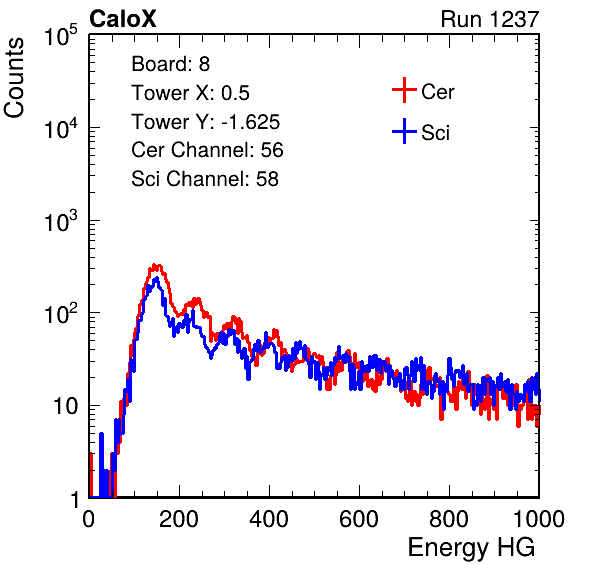 CaloX Run 1237
Counts
10^5
10^4
10^3
10^2
10
1
Board: 8
Tower X: 0.5
Tower Y: -1.625
Cer Channel: 56
Sci Channel: 58
Cer
Sci
0 200 400 600 800 1000
Energy HG